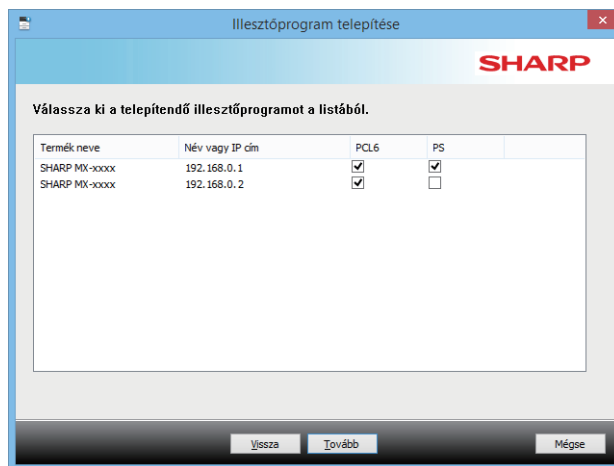 Illesztőprogram telepítése
SHARP
Válassza ki a telepítendő illesztőprogramot a listából.
Termék neve Név vagy IP cím PCL6 PS
SHARP MX-xxxx 192.168.0.1
SHARP MX-xxxx 192.168.0.2
Vissza Tovább Mégse